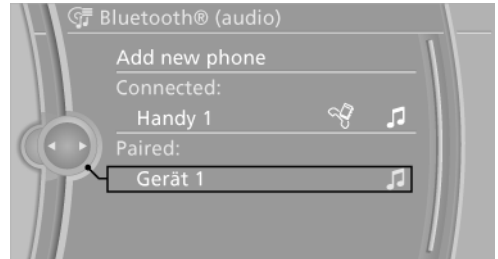 Bluetooth® (audio)
Add new phone
Connected:
Handy 1
Paired:
Gerät 1